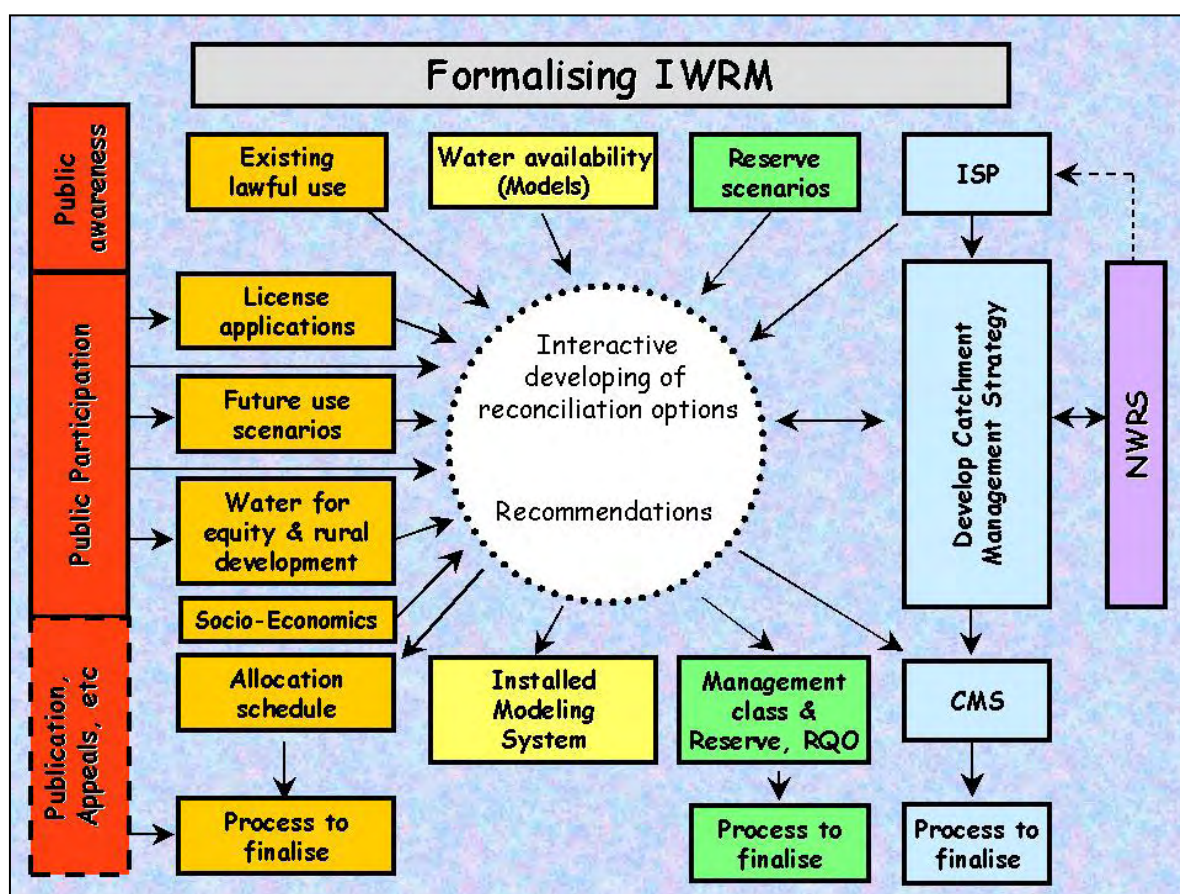 Formalising IWRM
Public
awareness
Public Participation
Publication,
Appeals, etc
Existing
lawful use
Water availability
(Models)
Reserve
scenarios
ISP
License
applications
Future use
scenarios
Water for
equity & rural
development
Socio-Economics
Interactive
developing of
reconciliation options
Recommendations
Develop Catchment
Management Strategy
NWRS
Allocation
schedule
Installed
Modeling
System
Management
class &
Reserve, RQO
CMS
Process to
finalise
Process to
finalise
Process to
finalise